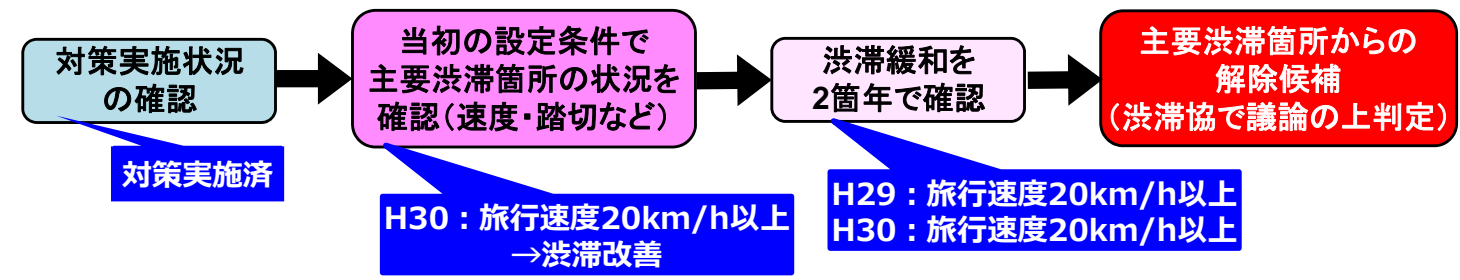 対策実施状況
の確認
当初の設定条件で
主要渋滞箇所の状況を
確認（速度・踏切など）
渋滞緩和を
2箇年で確認
主要渋滞箇所からの
解除候補
（渋滞協で議論の上判定）
対策実施済
H30：旅行速度20km/h以上
→渋滞改善
H29：旅行速度20km/h以上
H30：旅行速度20km/h以上